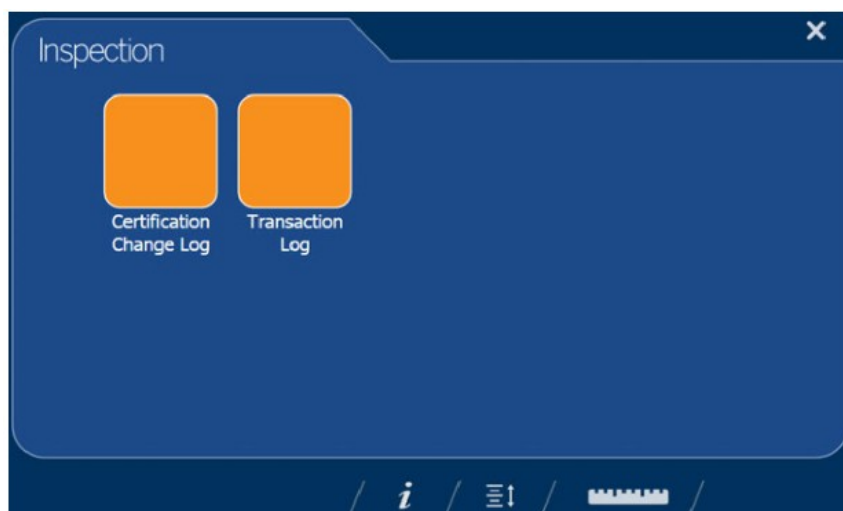 Inspection
Certification
Change Log
Transaction
Log
i